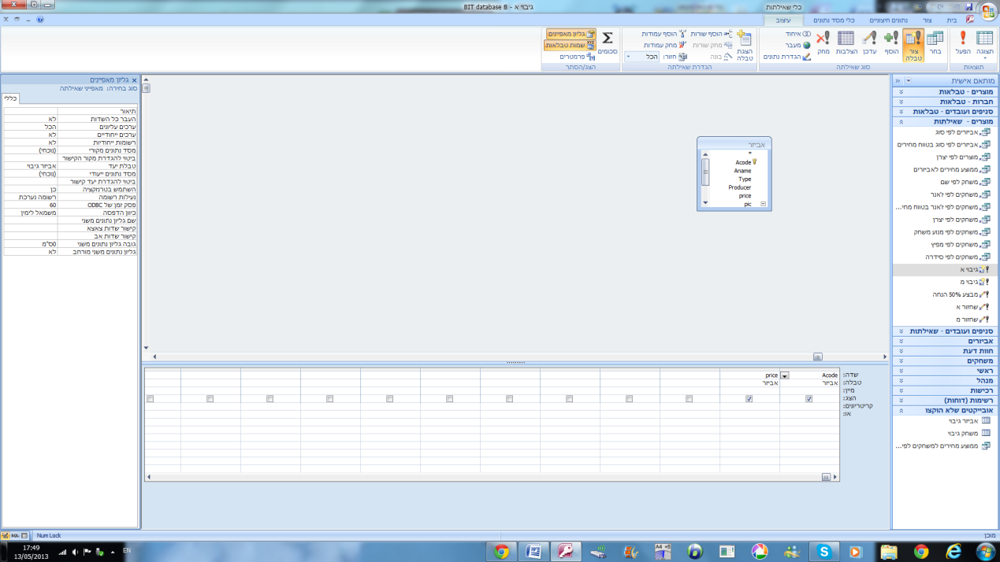 גיבוי א - BIT database 8
כלי שאילתות
בית
צור
נתונים חיצוניים
כלי מסד נתונים
עיצוב
תצוגה
הפעל
תוצאות
בחר
צור טבלה
הוסף
עדכן
הצלבות
מחק
איחוד
מעבר
הגדרת נתונים
סוג שאילתה
הצגת טבלה
הוסף שורות
מחק שורות
בונה
הוסף עמודות
מחק עמודות
חזור: הכל
הגדרת שאילתה
סכומים
גליון מאפיינים
שמות טבלאות
פרמטרים
הצג/הסתר
מותאם אישית
מוצרים - טבלאות
חברות - טבלאות
סניפים ועובדים - טבלאות
מוצרים - שאילתות
אביזרים לפי סוג
אביזרים לפי סוג בטווח מחירים
מוצרים לפי יצרן
ממוצע מחירים לאביזרים
משחק לפי שם
משחקים לפי ז'אנר
משחקים לפי ז'אנר בטווח מחי...
משחקים לפי יצרן
משחקים לפי מנוע משחק
משחקים לפי מפיץ
משחקים לפי סידרה
גיבוי א
גיבוי מ
מבצע 50% הנחה
שחזור א
שחזור מ
סניפים ועובדים - שאילתות
אביזרים
חוות דעת
משחקים
ראשי
מנהל
רכישות
רשימות (דוחות)
אובייקטים שלא הוקצו
אביזר גיבוי
משחק גיבוי
ממוצע מחירים למשחקים לפי...
אביזר
*
Acode
Aname
Type
Producer
price
pic
שדה: Acode price
טבלה: אביזר אביזר
מיין:
הצג:
קריטריונים:
או:
גליון מאפיינים
סוג בחירה: מאפייני שאילתה
כללי
תיאור
העבר כל השדות לא
ערכים עליונים הכל
ערכים ייחודיים לא
רשומות ייחודיות לא
מסד נתונים מקורי (נוכחי)
ביטוי להגדרת מקור הקישור
טבלת יעד אביזר גיבוי
מסד נתונים ייעודי (נוכחי)
ביטוי להגדרת יעד קישור
השתמש בטרנזקציה כן
נעילות רשומה רשומה נערכת
פסק זמן של ODBC 60
כיוון הדפסה משמאל לימין
שם גליון נתונים משני
קישור שדות צאצא
קישור שדות אב
גובה גליון נתונים משני 0ס"מ
גליון נתונים משני מורחב לא
מוכן
Num Lock
SQL
EN
17:49
13/05/2013